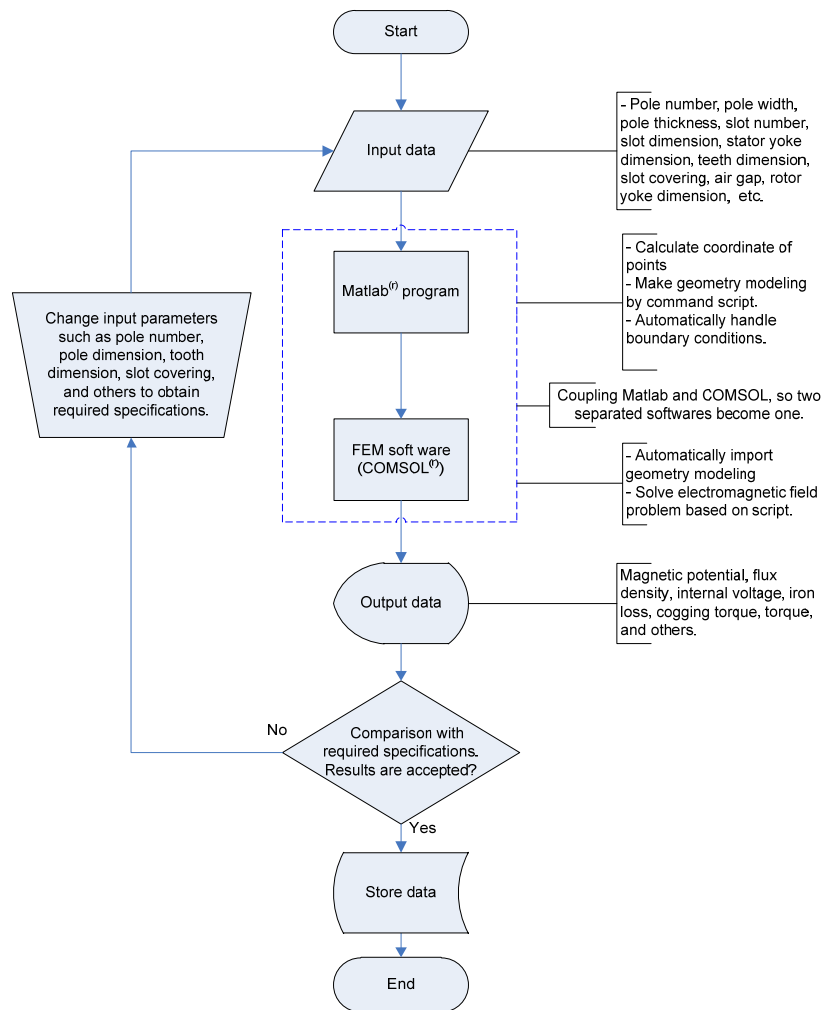 Start
Input data
- Pole number, pole width,
pole thickness, slot number,
slot dimension, stator yoke
dimension, teeth dimension,
slot covering, air gap, rotor
yoke dimension, etc.
Matlab(r) program
- Calculate coordinate of
points
- Make geometry modeling
by command script.
- Automatically handle
boundary conditions.
Change input parameters
such as pole number,
pole dimension, tooth
dimension, slot covering,
and others to obtain
required specifications.
Coupling Matlab and COMSOL, so two
separated softwares become one.
FEM soft ware
(COMSOL(r))
- Automatically import
geometry modeling
- Solve electromagnetic field
problem based on script.
Output data
Magnetic potential, flux
density, internal voltage, iron
loss, cogging torque, torque,
and others.
No
Comparison with
required specifications.
Results are accepted?
Yes
Store data
End